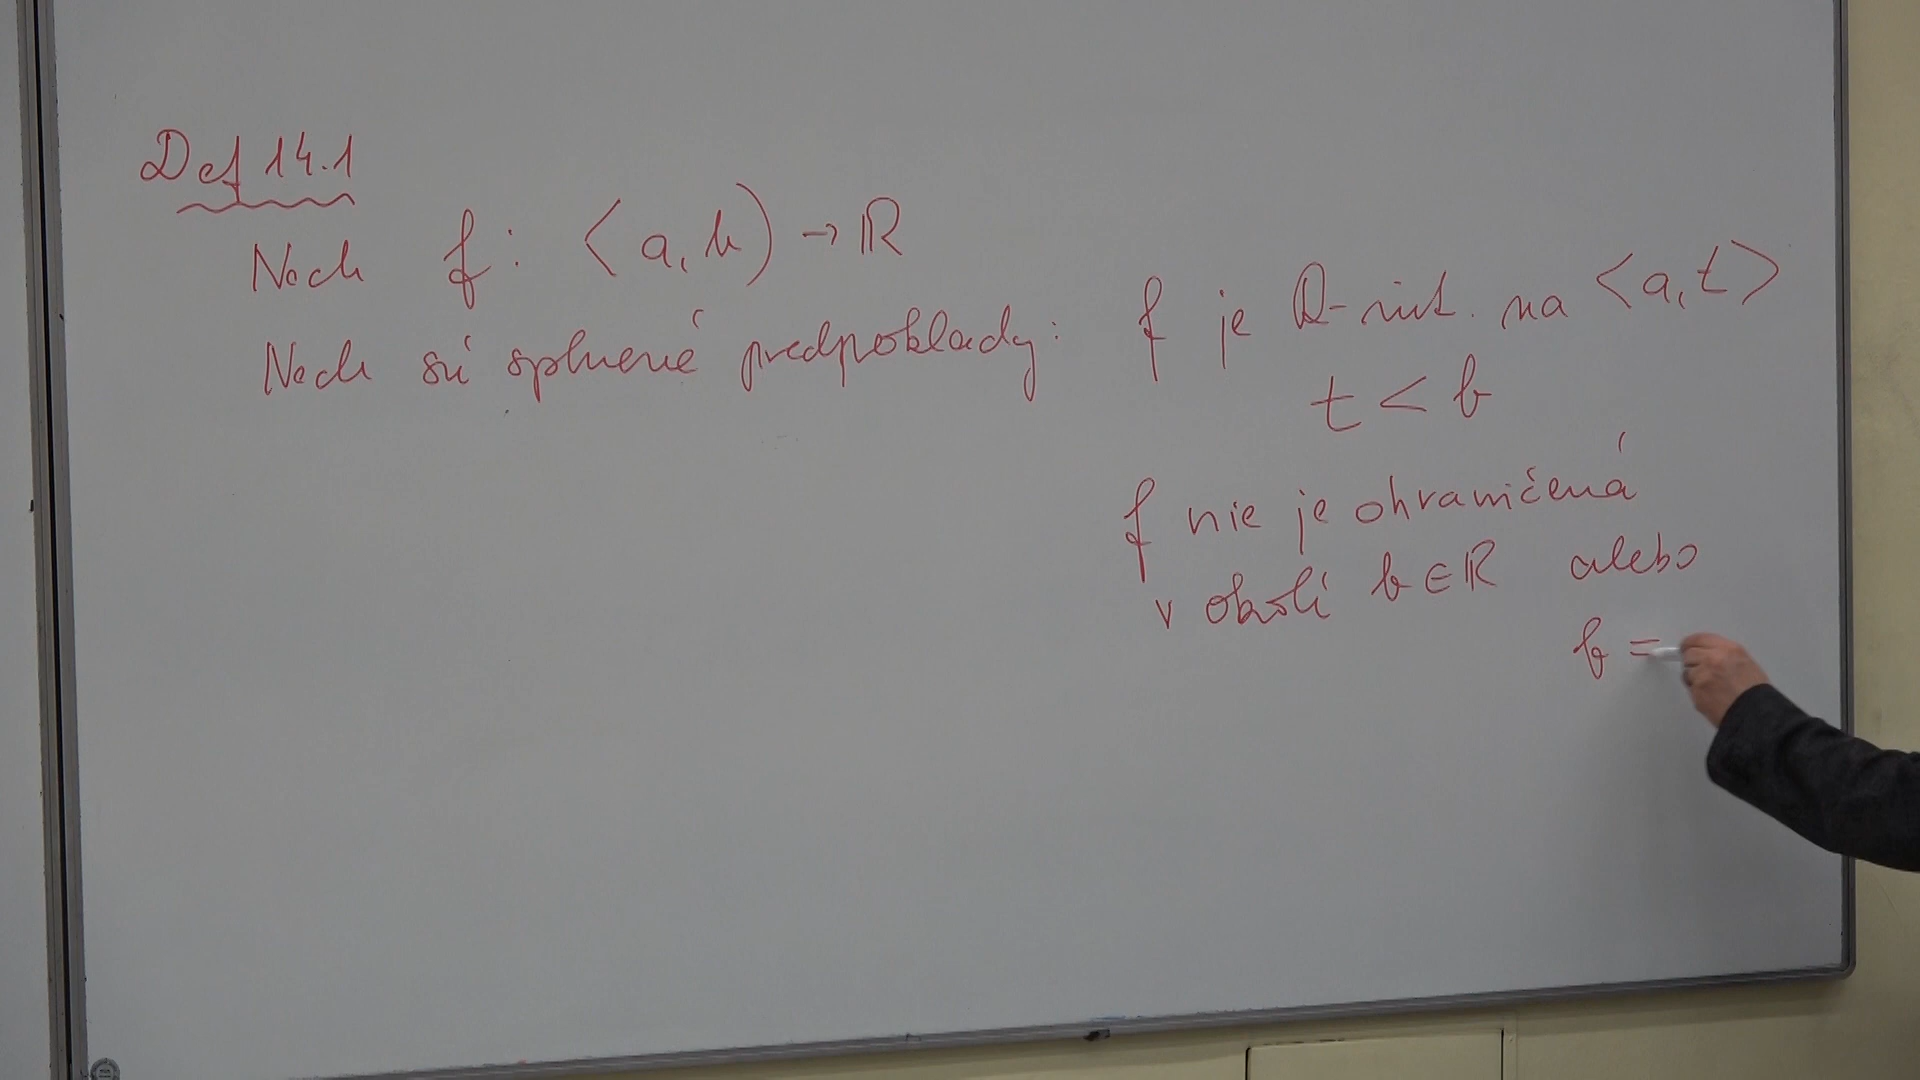 Def 14.1
Nech f: <a, b) → ℝ
Nech sú splnené predpoklady: f je R-int. na <a, t>
t < b
f nie je ohraničená
v okolí b ∈ ℝ alebo
b =